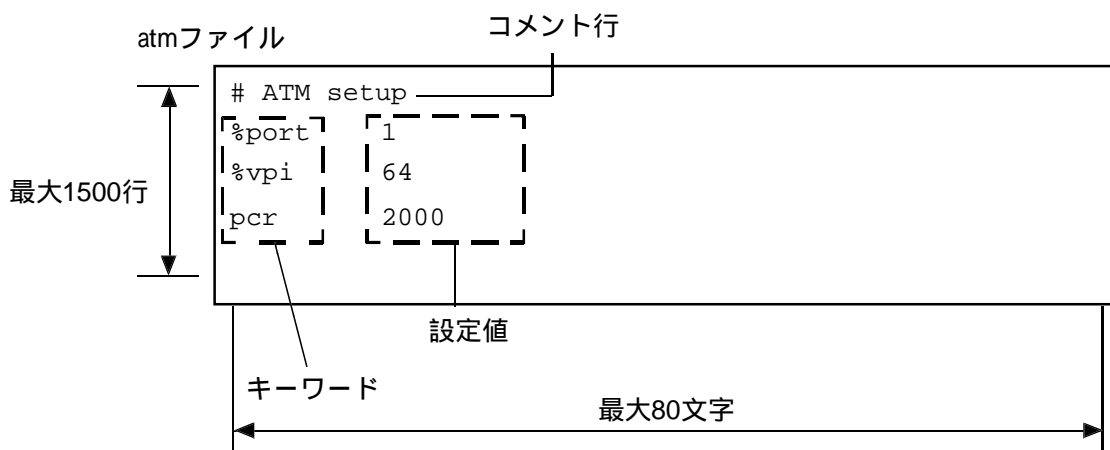 コメント行
atmファイル
# ATM setup
%port 1
%vpi 64
最大1500行
pcr 2000
設定値
キーワード
最大80文字